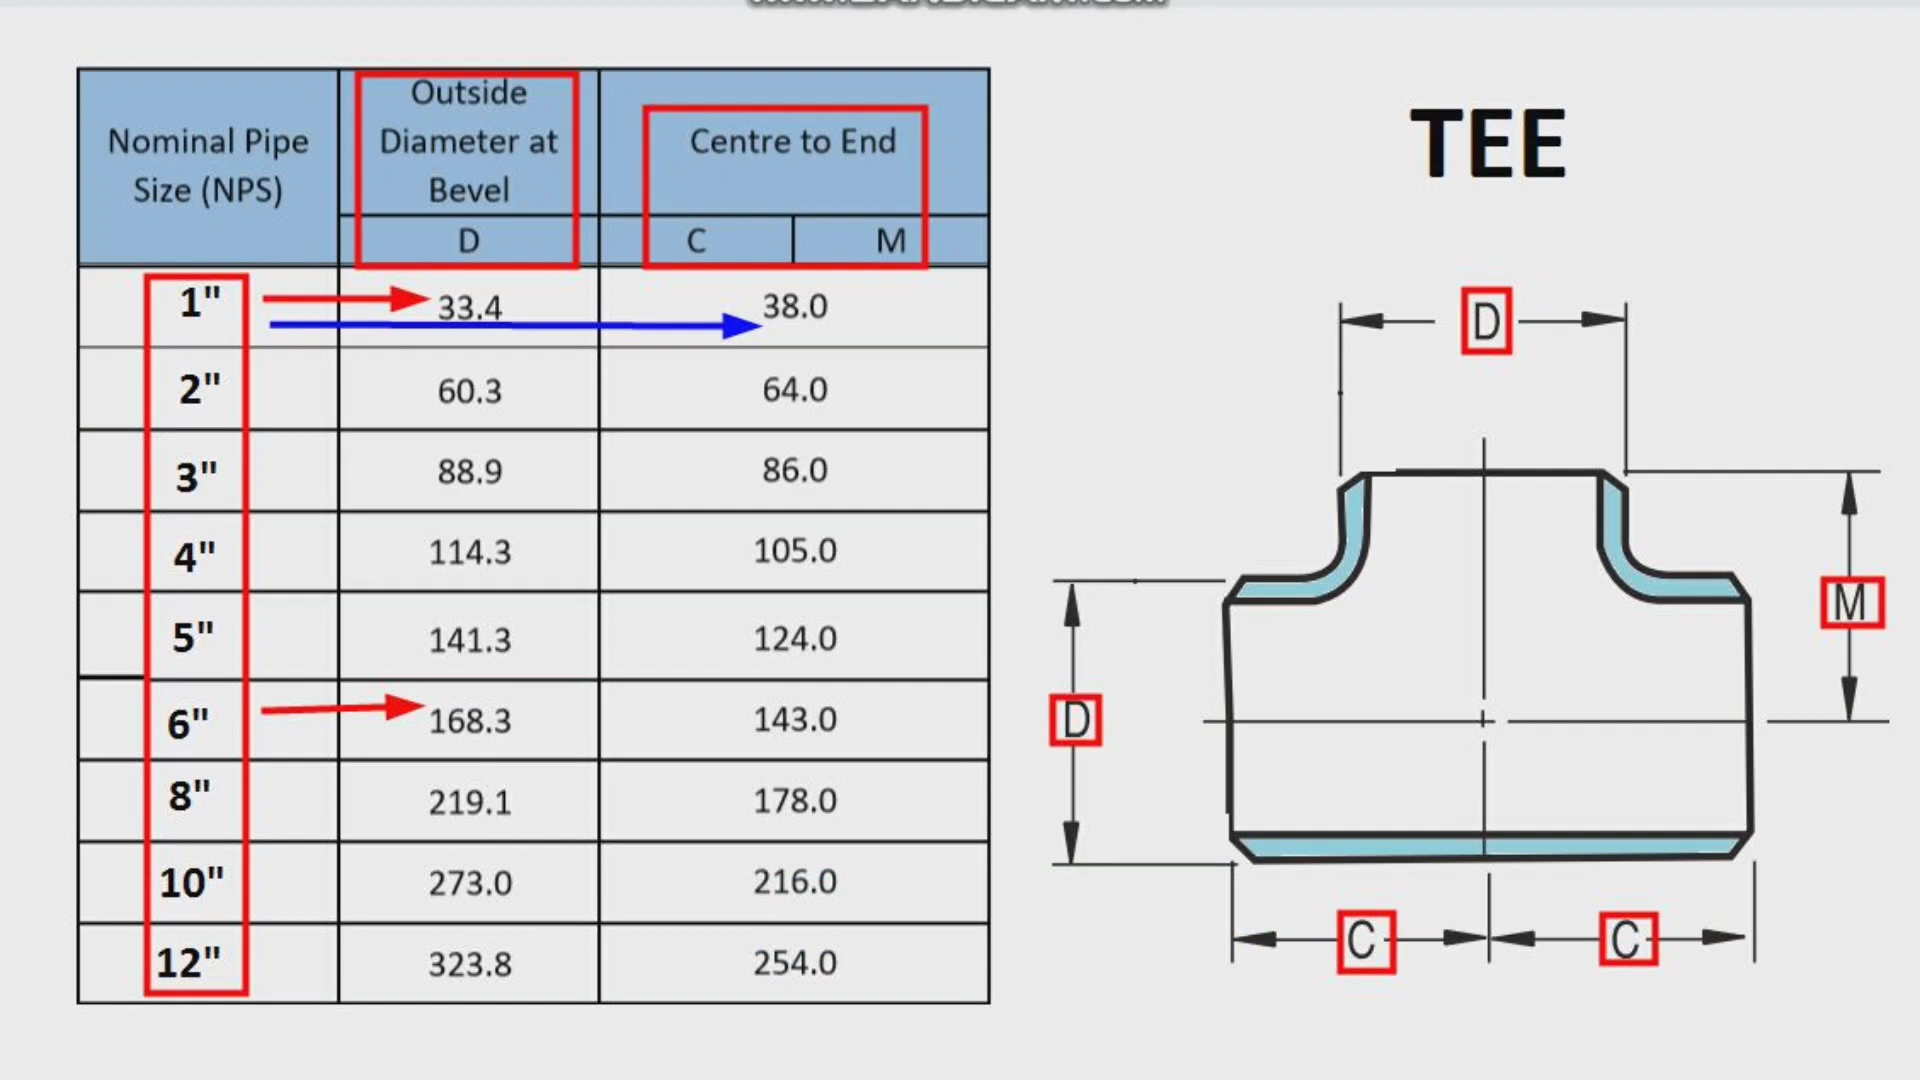 Nominal Pipe
Size (NPS)
Outside
Diameter at
Bevel
Centre to End
D
C
M
1"
33.4
38.0
2"
60.3
64.0
3"
88.9
86.0
4"
114.3
105.0
5"
141.3
124.0
6"
168.3
143.0
8"
219.1
178.0
10"
273.0
216.0
12"
323.8
254.0
TEE
D
M
D
C
C